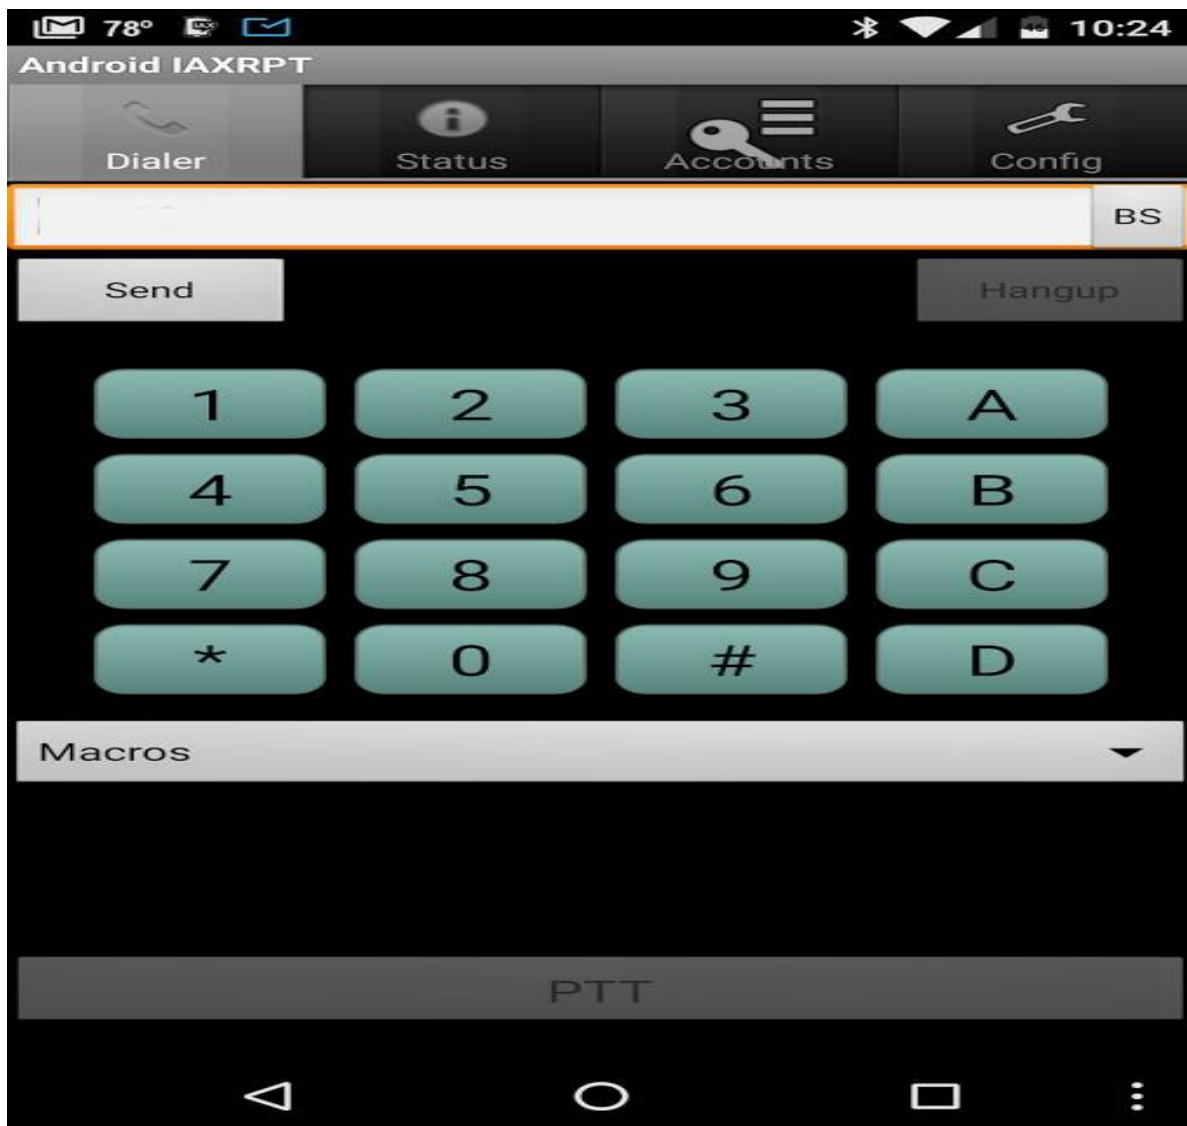 78° 10:24
Android IAXRPT
Dialer Status Accounts Config
BS
Send Hangup
1 2 3 A
4 5 6 B
7 8 9 C
* 0 # D
Macros
PTT